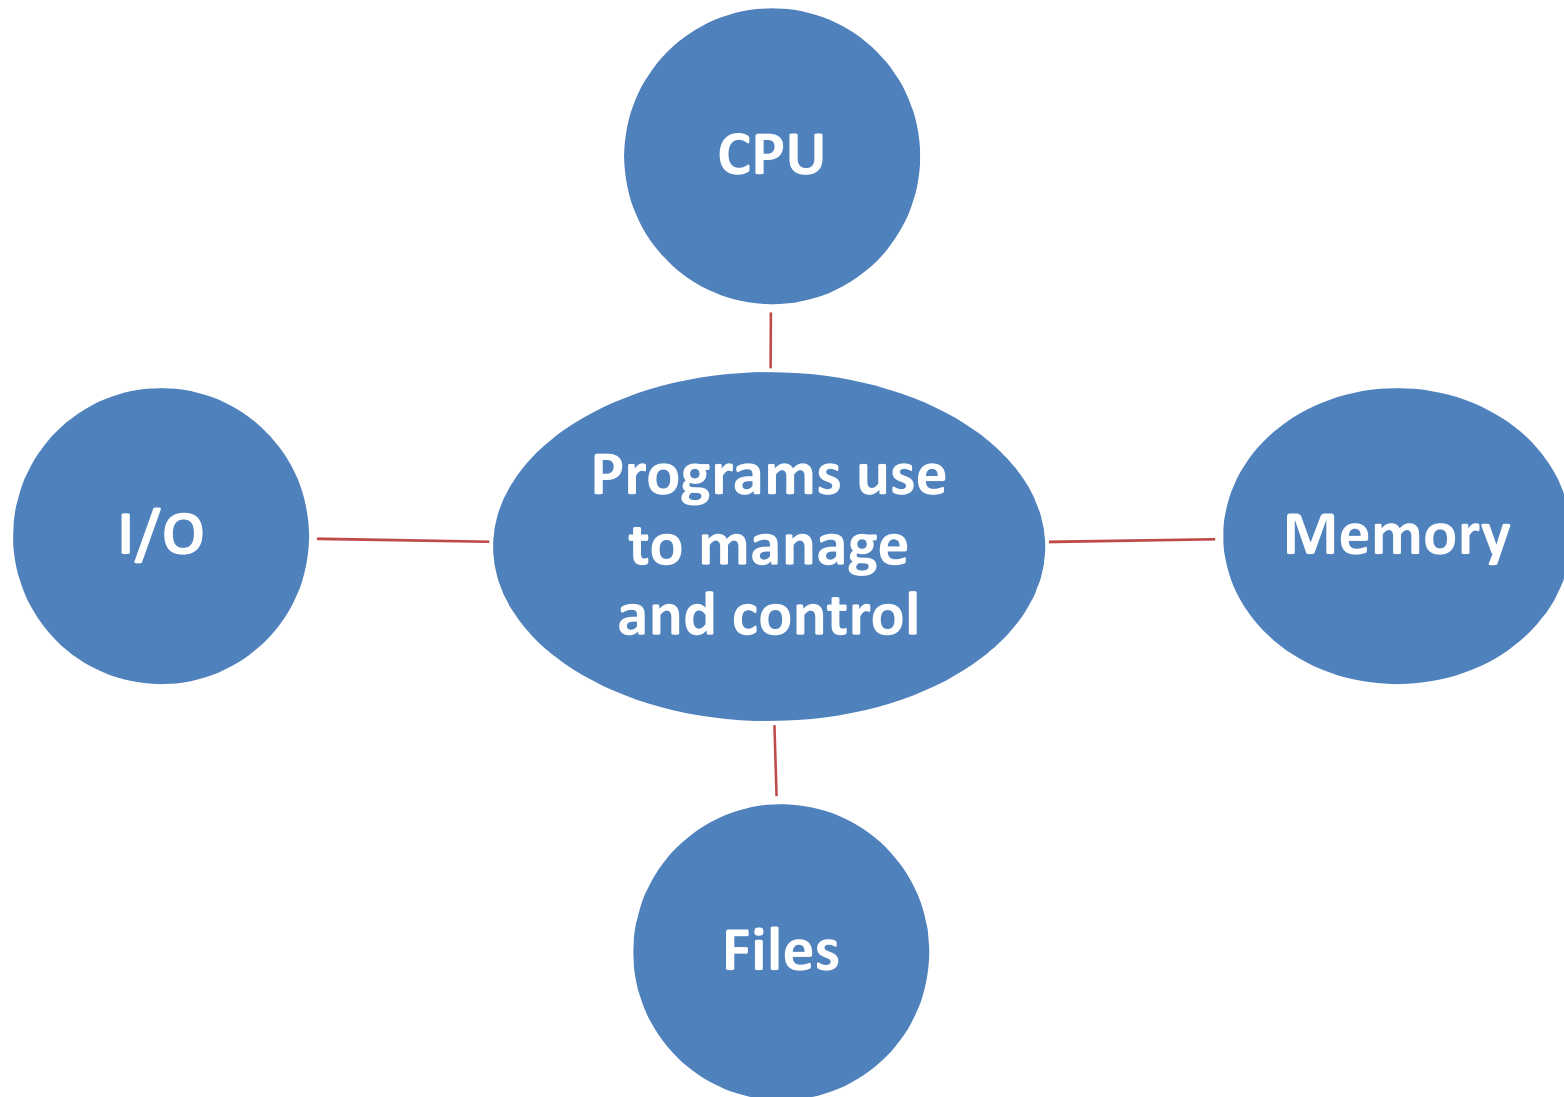 CPU
I/O
Programs use
to manage
and control
Memory
Files